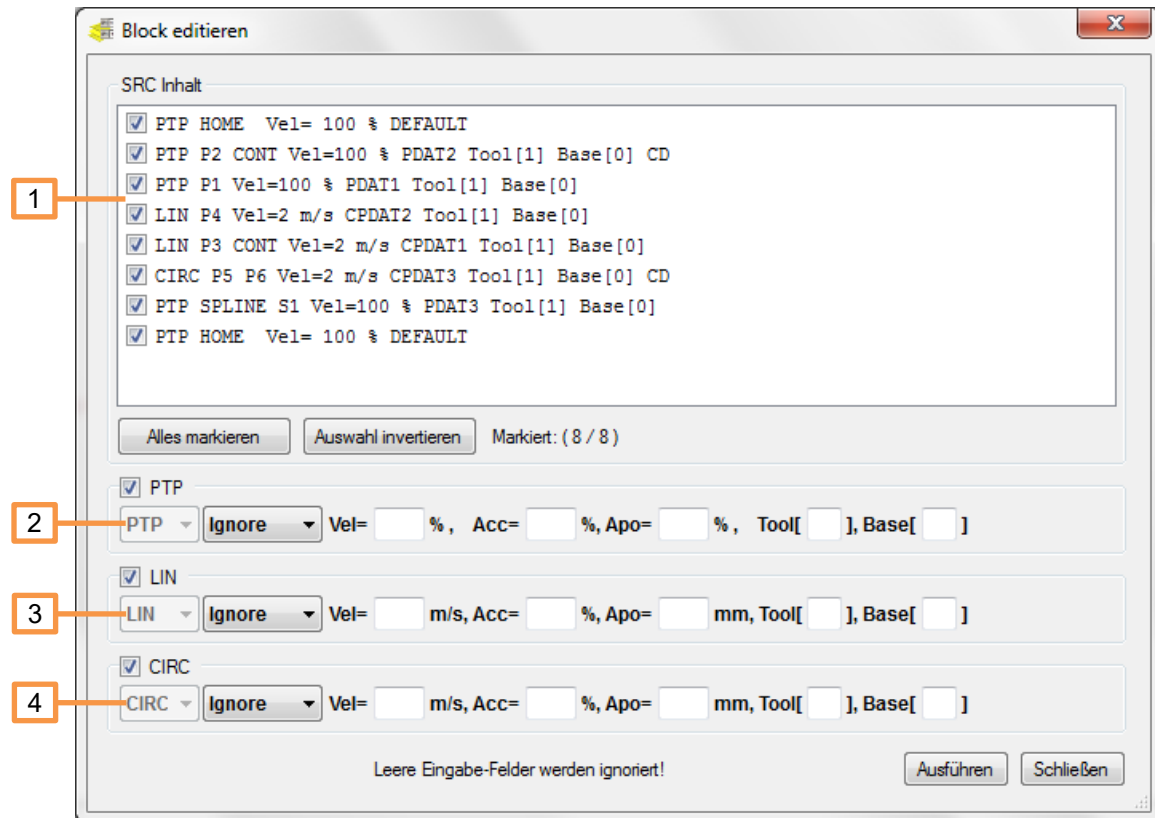 Block editieren
SRC Inhalt
PTP HOME  Vel= 100 % DEFAULT
PTP P2 CONT Vel=100 % PDAT2 Tool[1] Base[0] CD
1
PTP P1 Vel=100 % PDAT1 Tool[1] Base[0]
LIN P4 Vel=2 m/s CPDAT2 Tool[1] Base[0]
LIN P3 CONT Vel=2 m/s CPDAT1 Tool[1] Base[0]
CIRC P5 P6 Vel=2 m/s CPDAT3 Tool[1] Base[0] CD
PTP SPLINE S1 Vel=100 % PDAT3 Tool[1] Base[0]
PTP HOME  Vel= 100 % DEFAULT
Alles markieren Auswahl invertieren Markiert: ( 8 / 8 )
PTP
2 PTP Ignore Vel= % , Acc= %, Apo= % , Tool[ ], Base[ ]
LIN
3 LIN Ignore Vel= m/s, Acc= %, Apo= mm, Tool[ ], Base[ ]
CIRC
4 CIRC Ignore Vel= m/s, Acc= %, Apo= mm, Tool[ ], Base[ ]
Leere Eingabe-Felder werden ignoriert! Ausführen Schließen